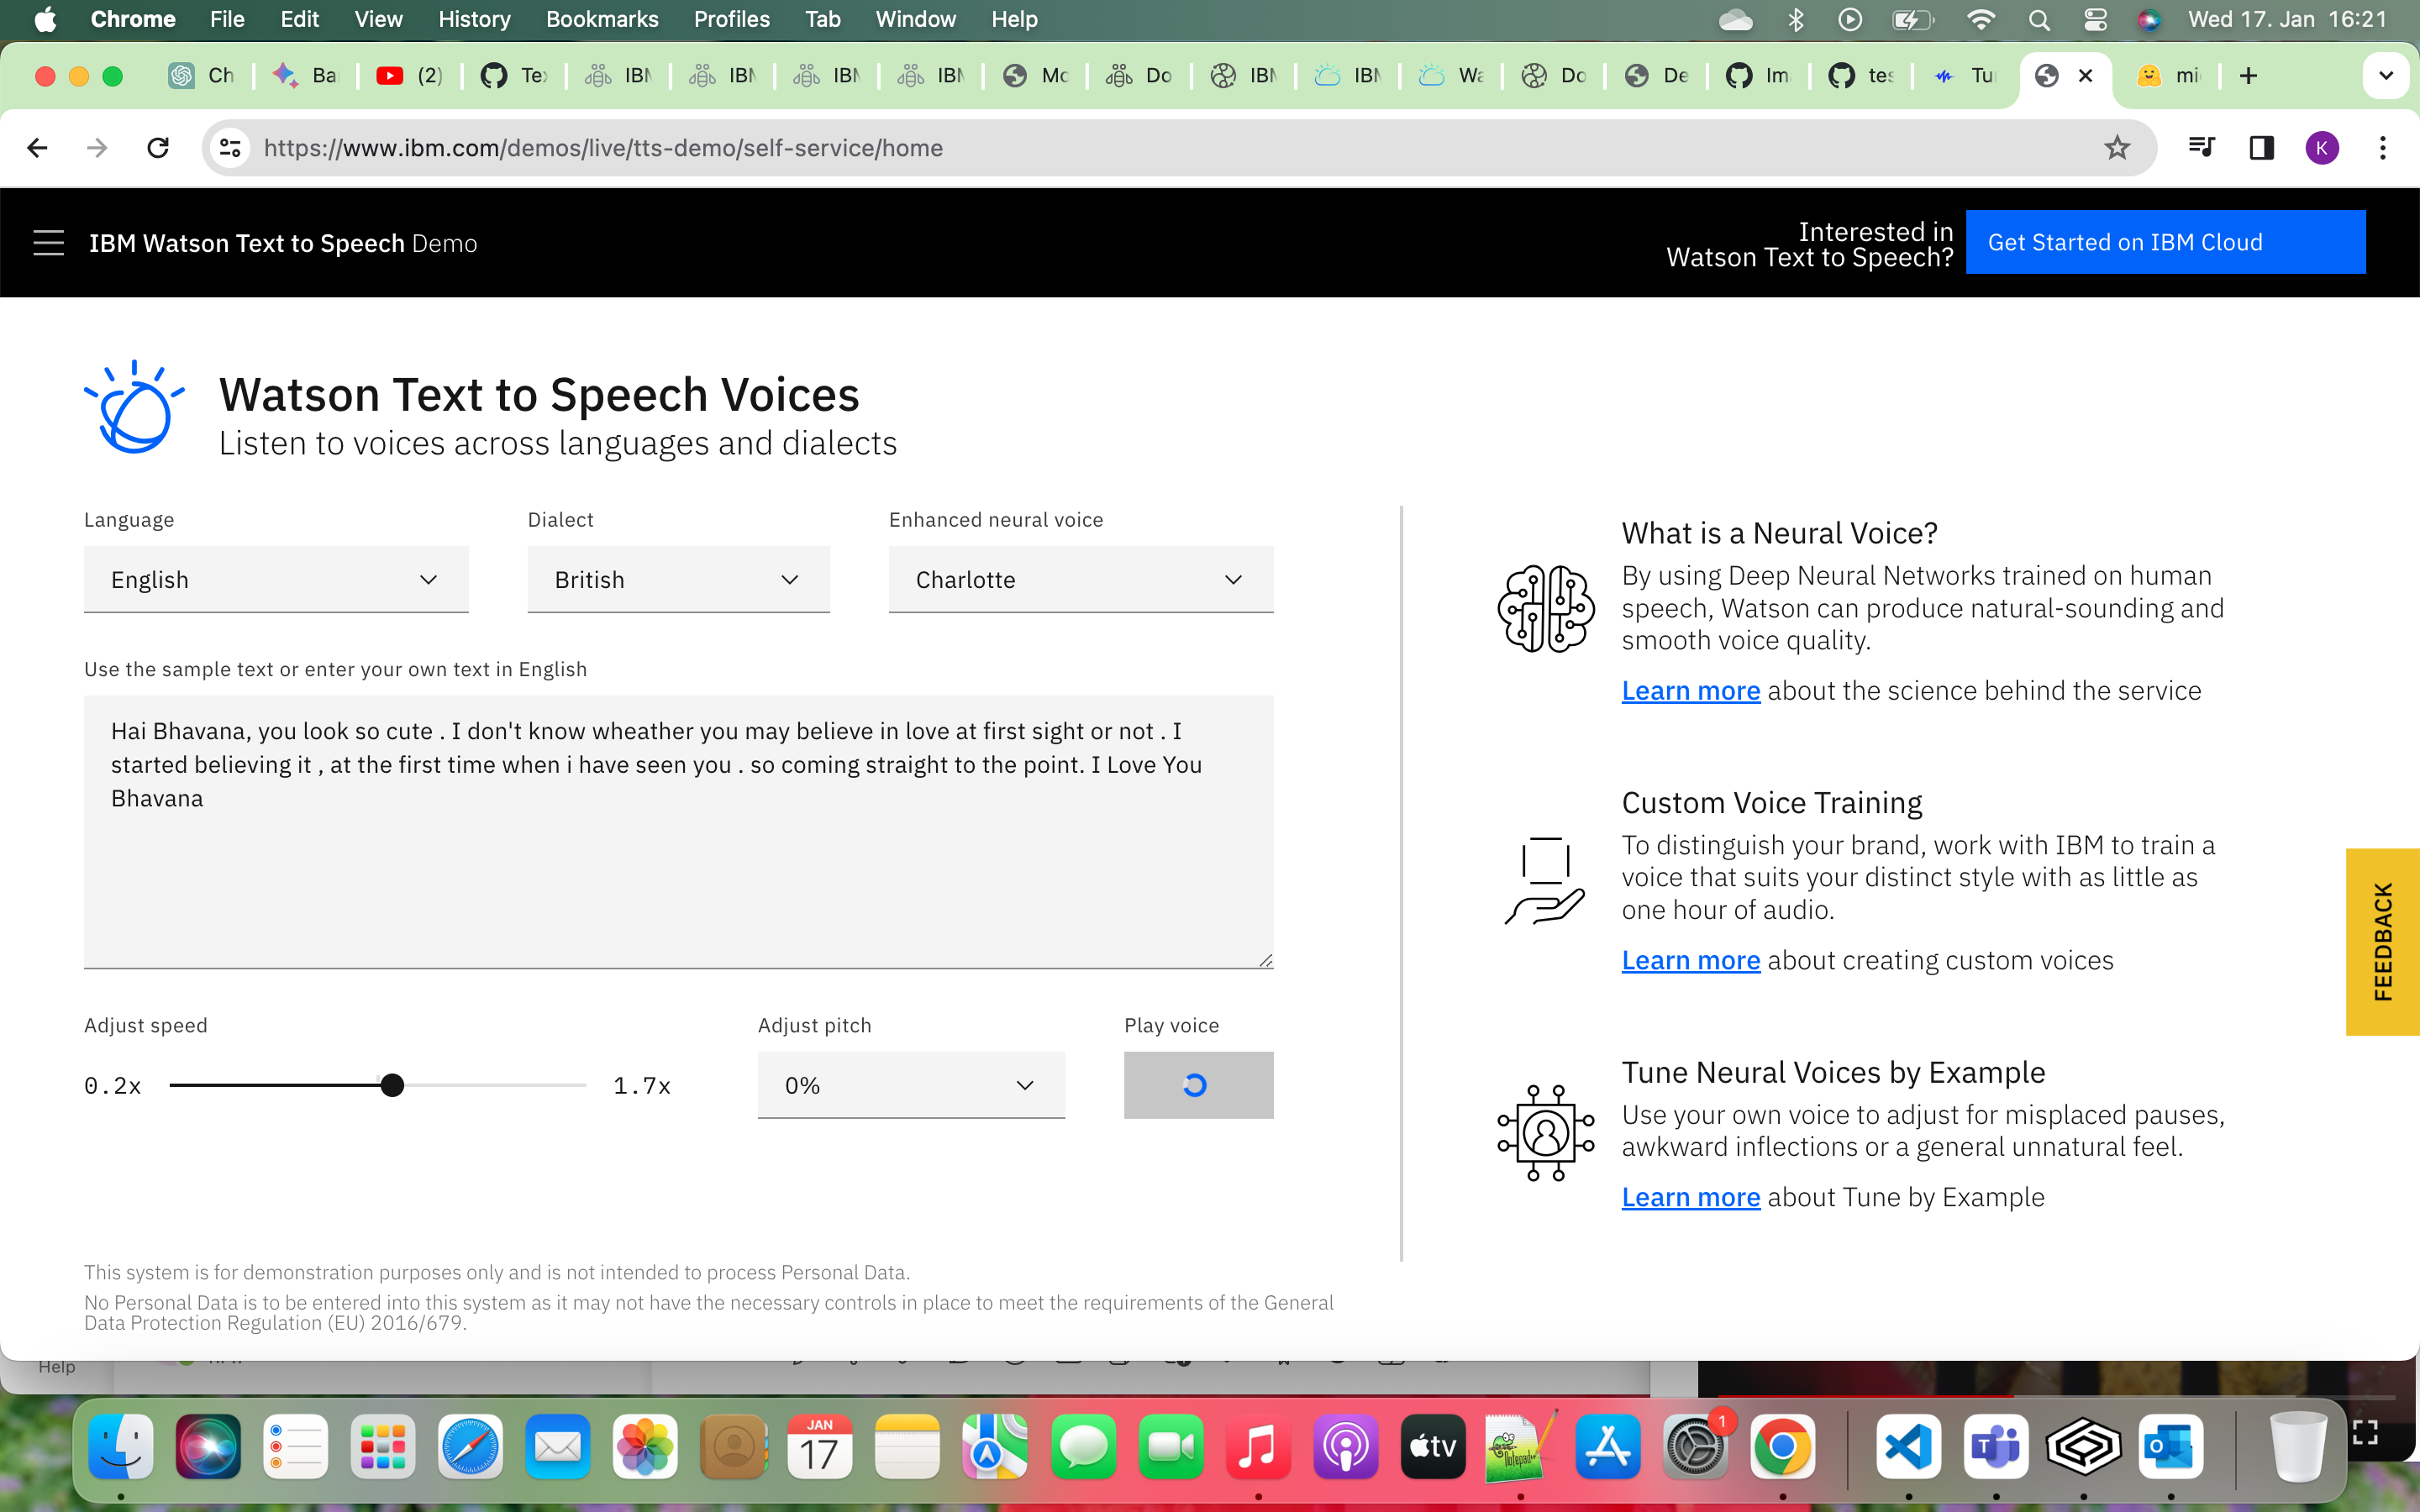 Chrome File Edit View History Bookmarks Profiles Tab Window Help Wed 17. Jan 16:21
Ch Ba (2) Tex IBM IBM IBM IBM Mo Do IBM IBM Wa Do De Im tes Tu mi
https://www.ibm.com/demos/live/tts-demo/self-service/home K
IBM Watson Text to Speech Demo
Interested in
Watson Text to Speech?
Get Started on IBM Cloud
Watson Text to Speech Voices
Listen to voices across languages and dialects
Language Dialect Enhanced neural voice
English British Charlotte
Use the sample text or enter your own text in English
Hai Bhavana, you look so cute . I don't know wheather you may believe in love at first sight or not . I
started believing it , at the first time when i have seen you . so coming straight to the point. I Love You
Bhavana
Adjust speed Adjust pitch Play voice
0.2x 1.7x 0%
This system is for demonstration purposes only and is not intended to process Personal Data.
No Personal Data is to be entered into this system as it may not have the necessary controls in place to meet the requirements of the General
Data Protection Regulation (EU) 2016/679.
What is a Neural Voice?
By using Deep Neural Networks trained on human
speech, Watson can produce natural-sounding and
smooth voice quality.
Learn more about the science behind the service
Custom Voice Training
To distinguish your brand, work with IBM to train a
voice that suits your distinct style with as little as
one hour of audio.
Learn more about creating custom voices
Tune Neural Voices by Example
Use your own voice to adjust for misplaced pauses,
awkward inflections or a general unnatural feel.
Learn more about Tune by Example
FEEDBACK
Help
JAN
17
tv
1